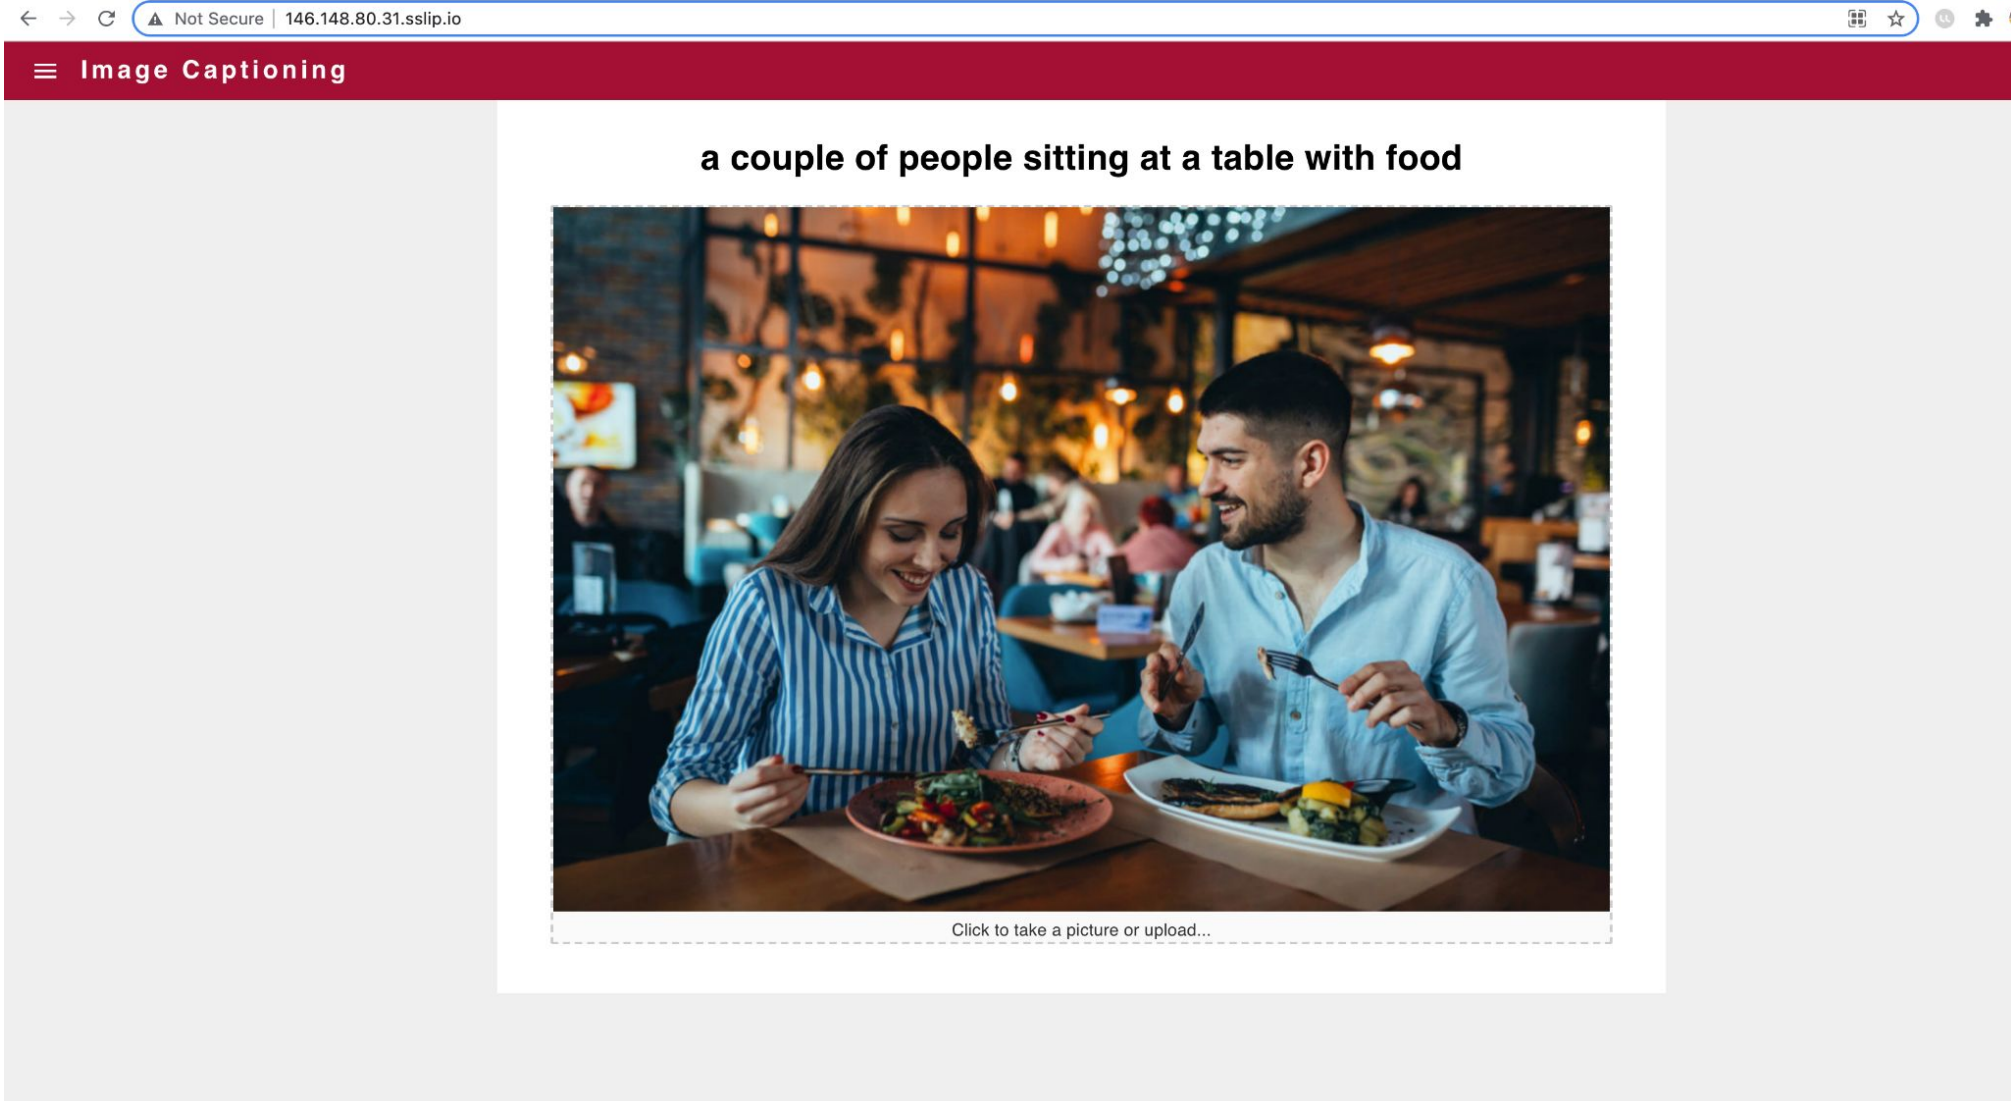 Not Secure | 146.148.80.31.sslip.io
Image Captioning
a couple of people sitting at a table with food
Click to take a picture or upload...